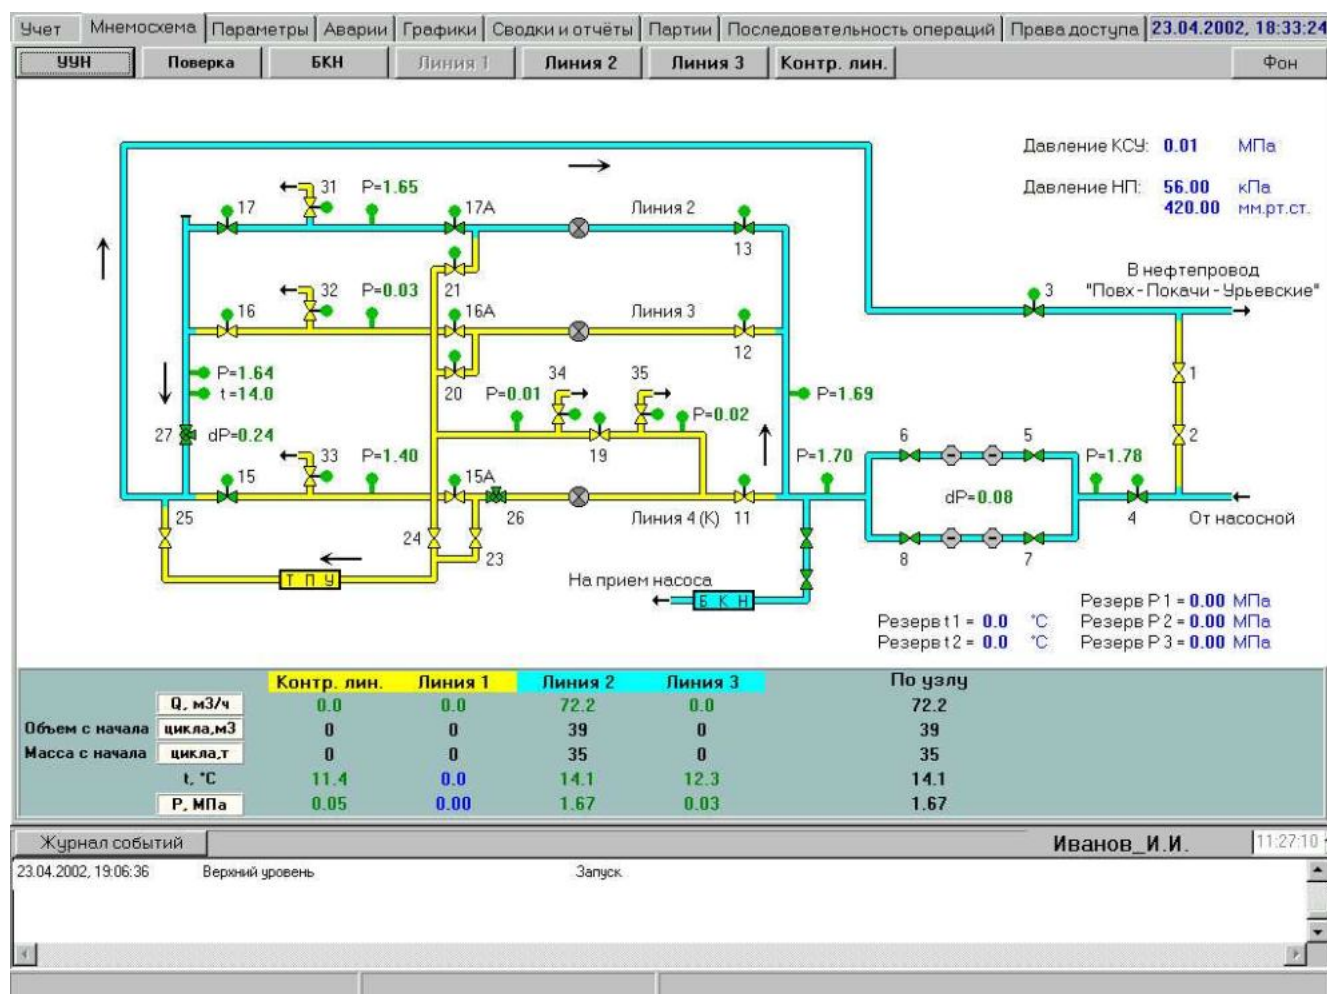 Учет Мнемосхема Параметры Аварии Графики Сводки и отчёты Партии Последовательность операций Права доступа 23.04.2002, 18:33:24
УУН Поверка БКН Линия 1 Линия 2 Линия 3 Контр. лин. Фон
Давление КСУ: 0.01 МПа
31 P=1.65
Давление НП: 56.00 кПа
17 17А Линия 2 420.00 мм.рт.ст.
13
В нефтепровод
32 P=0.03 21 3 "Повх-Покачи-Урьевские"
16 16А Линия 3
12
P=1.64 34 35 1
t=14.0 20 P=0.01 P=1.69
P=0.02
27 dP=0.24 6 5 2
33 P=1.40 19 P=1.70 P=1.78
15 15А
dP=0.08
25 26 Линия 4 (К) 11 4 От насосной
24
23 8 7
ТПУ На прием насоса
БКН Резерв P1 = 0.00 МПа
Резерв t1 = 0.0 °C Резерв P2 = 0.00 МПа
Резерв t2 = 0.0 °C Резерв P3 = 0.00 МПа
Контр. лин. Линия 1 Линия 2 Линия 3 По узлу
Q, м3/ч 0.0 0.0 72.2 0.0 72.2
Объем с начала цикла,м3 0 0 39 0 39
Масса с начала цикла,т 0 0 35 0 35
t, °C 11.4 0.0 14.1 12.3 14.1
P, МПа 0.05 0.00 1.67 0.03 1.67
Журнал событий Иванов_И.И. 11:27:10
23.04.2002, 19:06:36 Верхний уровень Запуск.